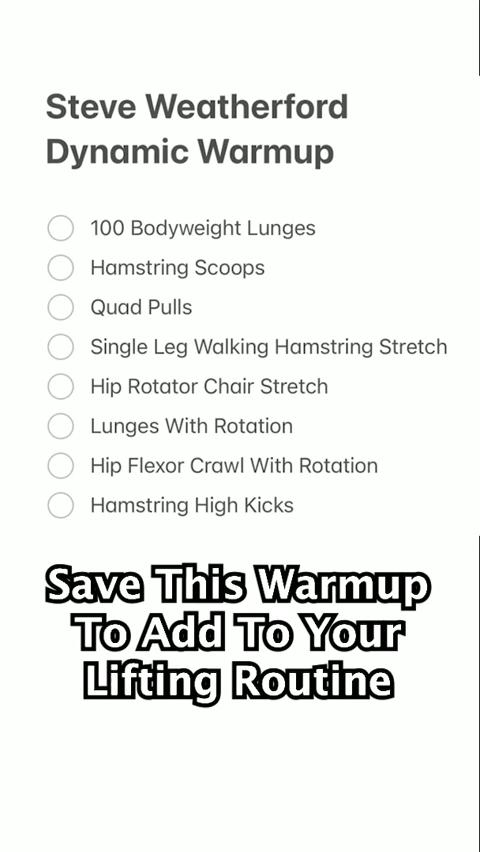 Steve Weatherford
Dynamic Warmup
100 Bodyweight Lunges
Hamstring Scoops
Quad Pulls
Single Leg Walking Hamstring Stretch
Hip Rotator Chair Stretch
Lunges With Rotation
Hip Flexor Crawl With Rotation
Hamstring High Kicks
Save This Warmup
To Add To Your
Lifting Routine